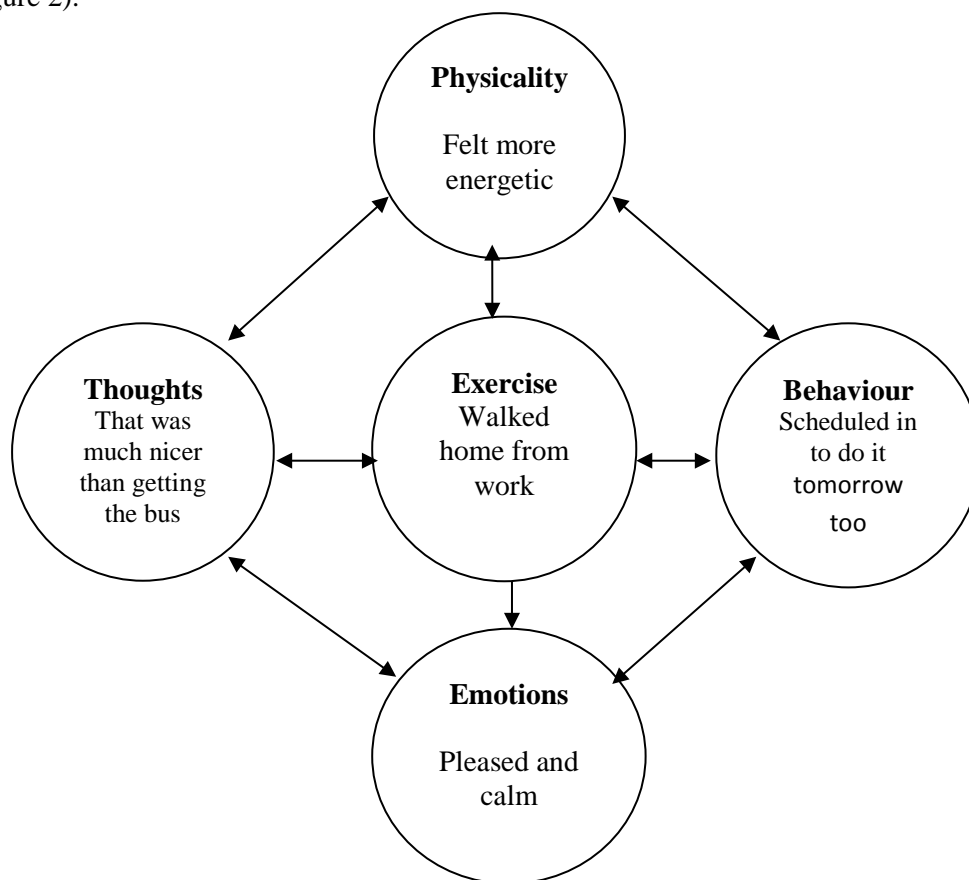 gure 2).
Physicality
Felt more
energetic
Thoughts
That was
much nicer
than getting
the bus
Exercise
Walked
home from
work
Behaviour
Scheduled in
to do it
tomorrow
too
Emotions
Pleased and
calm